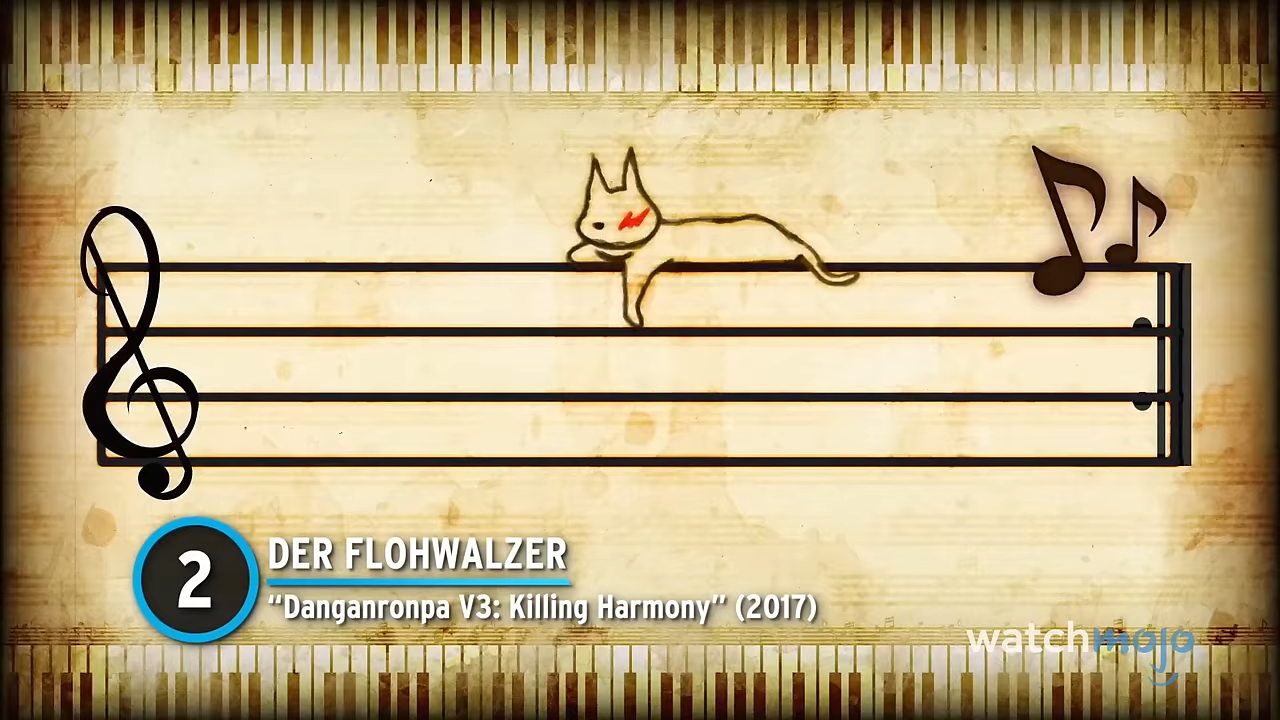 2
DER FLOHWALZER
“Danganronpa V3: Killing Harmony” (2017)
watchmojo